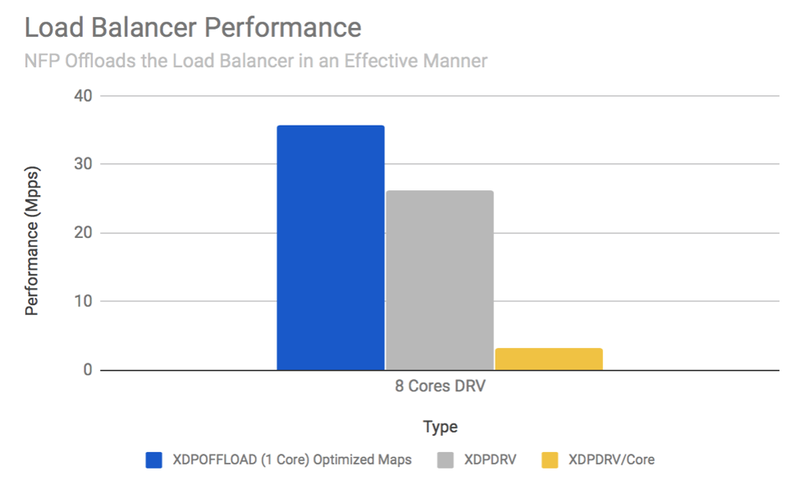 Load Balancer Performance
NFP Offloads the Load Balancer in an Effective Manner
40
30
20
10
0
Performance (Mpps)
8 Cores DRV
Type
XDPOFFLOAD (1 Core) Optimized Maps XDPDRV XDPDRV/Core